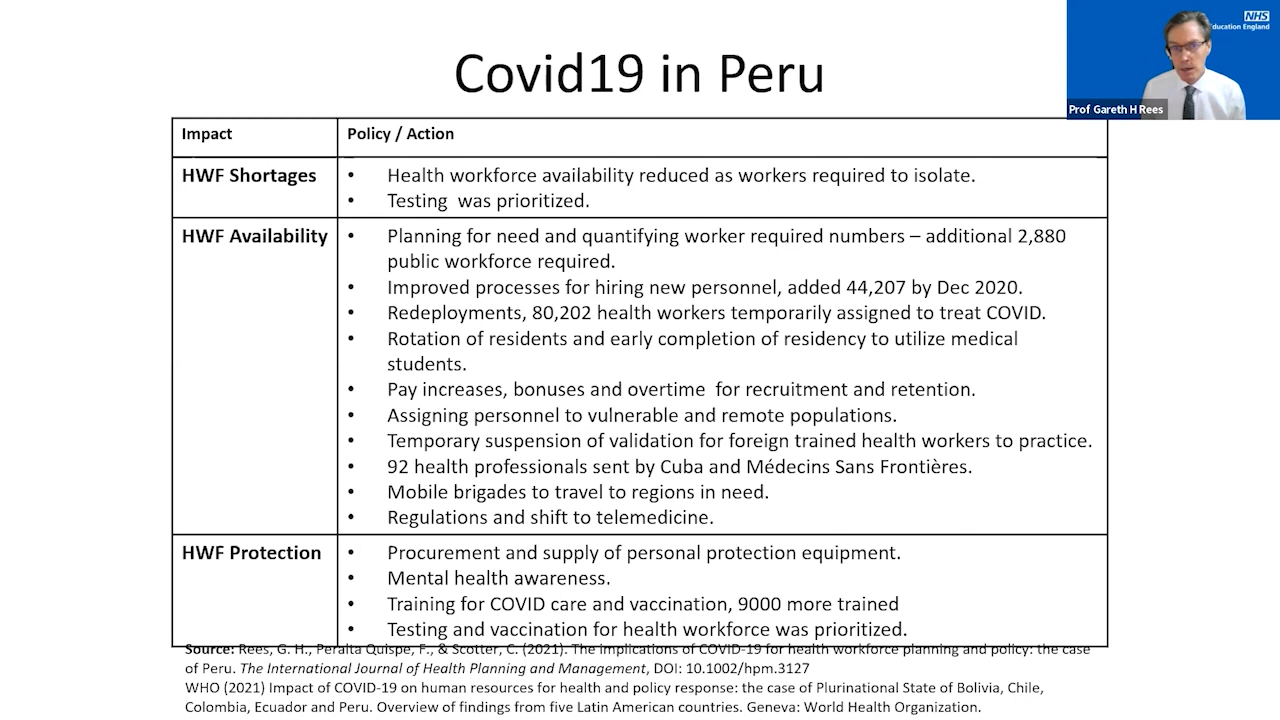 NHS
Education England
Prof Gareth H Rees
Covid19 in Peru
Impact
Policy / Action
HWF Shortages
• Health workforce availability reduced as workers required to isolate.
• Testing was prioritized.
HWF Availability
• Planning for need and quantifying worker required numbers – additional 2,880
public workforce required.
• Improved processes for hiring new personnel, added 44,207 by Dec 2020.
• Redeployments, 80,202 health workers temporarily assigned to treat COVID.
• Rotation of residents and early completion of residency to utilize medical
students.
• Pay increases, bonuses and overtime for recruitment and retention.
• Assigning personnel to vulnerable and remote populations.
• Temporary suspension of validation for foreign trained health workers to practice.
• 92 health professionals sent by Cuba and Médecins Sans Frontières.
• Mobile brigades to travel to regions in need.
• Regulations and shift to telemedicine.
HWF Protection
• Procurement and supply of personal protection equipment.
• Mental health awareness.
• Training for COVID care and vaccination, 9000 more trained
• Testing and vaccination for health workforce was prioritized.
Source: Rees, G. H., Peralta Quispe, F., & Scotter, C. (2021). The implications of COVID-19 for health workforce planning and policy: the case
of Peru. The International Journal of Health Planning and Management, DOI: 10.1002/hpm.3127
WHO (2021) Impact of COVID-19 on human resources for health and policy response: the case of Plurinational State of Bolivia, Chile,
Colombia, Ecuador and Peru. Overview of findings from five Latin American countries. Geneva: World Health Organization.